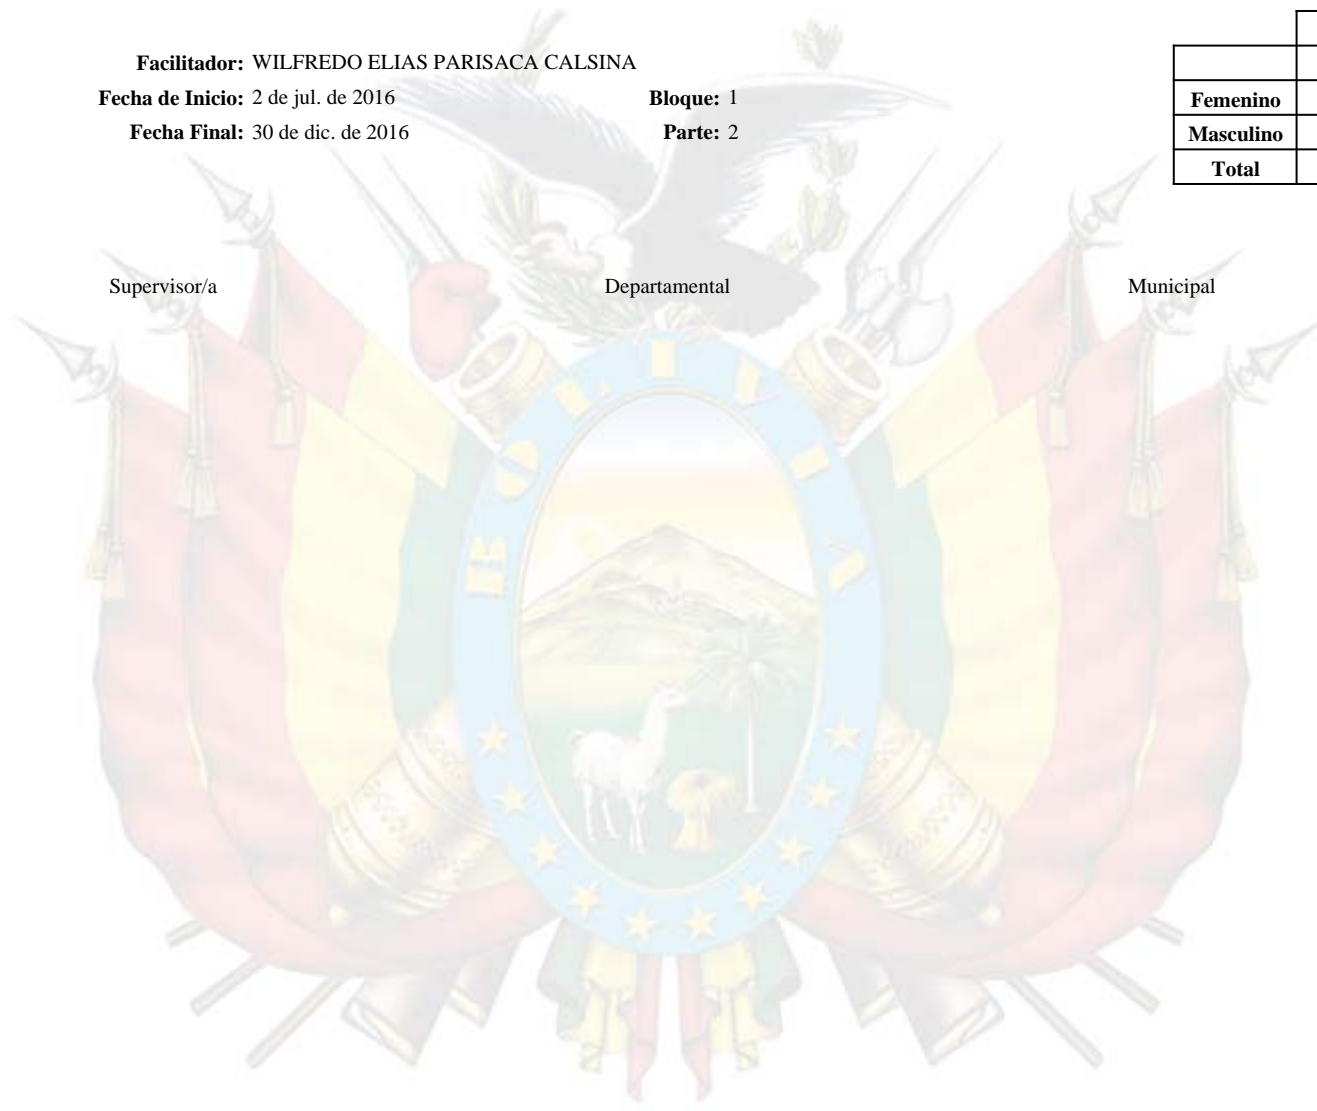 Facilitador: WILFREDO ELIAS PARISACA CALSINA
Fecha de Inicio: 2 de jul. de 2016 Bloque: 1
Femenino
Fecha Final: 30 de dic. de 2016 Parte: 2
Masculino
Total
Supervisor/a Departamental Municipal
BOLIVIA